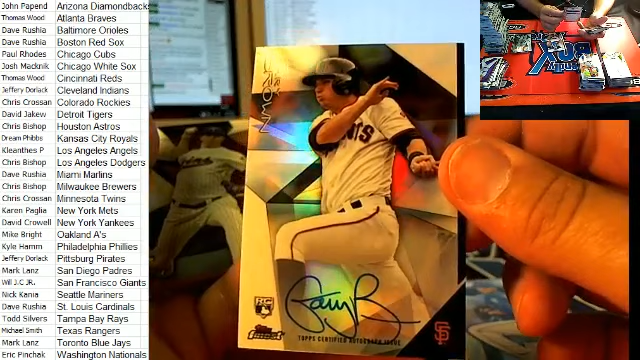 John Papend Arizona Diamondbacks
Thomas Wood Atlanta Braves
Dave Rushia Baltimore Orioles
Dave Rushia Boston Red Sox
Paul Rhodes Chicago Cubs
Josh Macknik Chicago White Sox
Thomas Wood Cincinnati Reds
Jeffery Dorlack Cleveland Indians
Chris Crossan Colorado Rockies
David Jakew Detroit Tigers
Chris Bishop Houston Astros
Dream Phibbs Kansas City Royals
Kleanthes P Los Angeles Angels
Chris Bishop Los Angeles Dodgers
Dave Rushia Miami Marlins
Chris Bishop Milwaukee Brewers
Chris Crossan Minnesota Twins
Karen Paglia New York Mets
David Crowell New York Yankees
Mike Bright Oakland A's
Kyle Hamm Philadelphia Phillies
Jeffery Dorlack Pittsburg Pirates
Mark Lanz San Diego Padres
Will J.C JR. San Francisco Giants
Nick Kania Seattle Mariners
Dave Rushia St. Louis Cardinals
Todd Silvers Tampa Bay Rays
Michael Smith Texas Rangers
Mark Lanz Toronto Blue Jays
Eric Pinchak Washington Nationals
GARY
BROWN
RC
finest
TOPPS CERTIFIED AUTOGRAPH ISSUE
SF
BOX